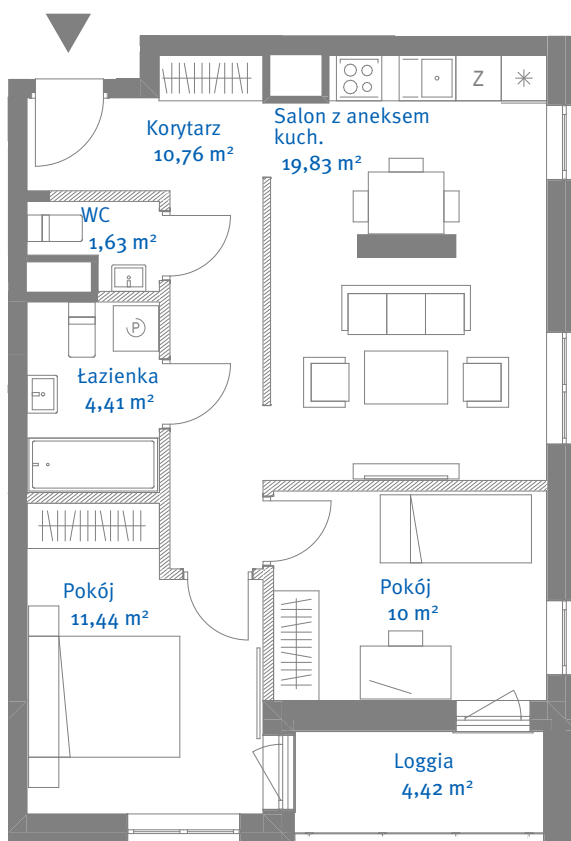 Z
Korytarz
10,76 m²
Salon z aneksem
kuch.
19,83 m²
WC
1,63 m²
P
Łazienka
4,41 m²
Pokój
11,44 m²
Pokój
10 m²
Loggia
4,42 m²